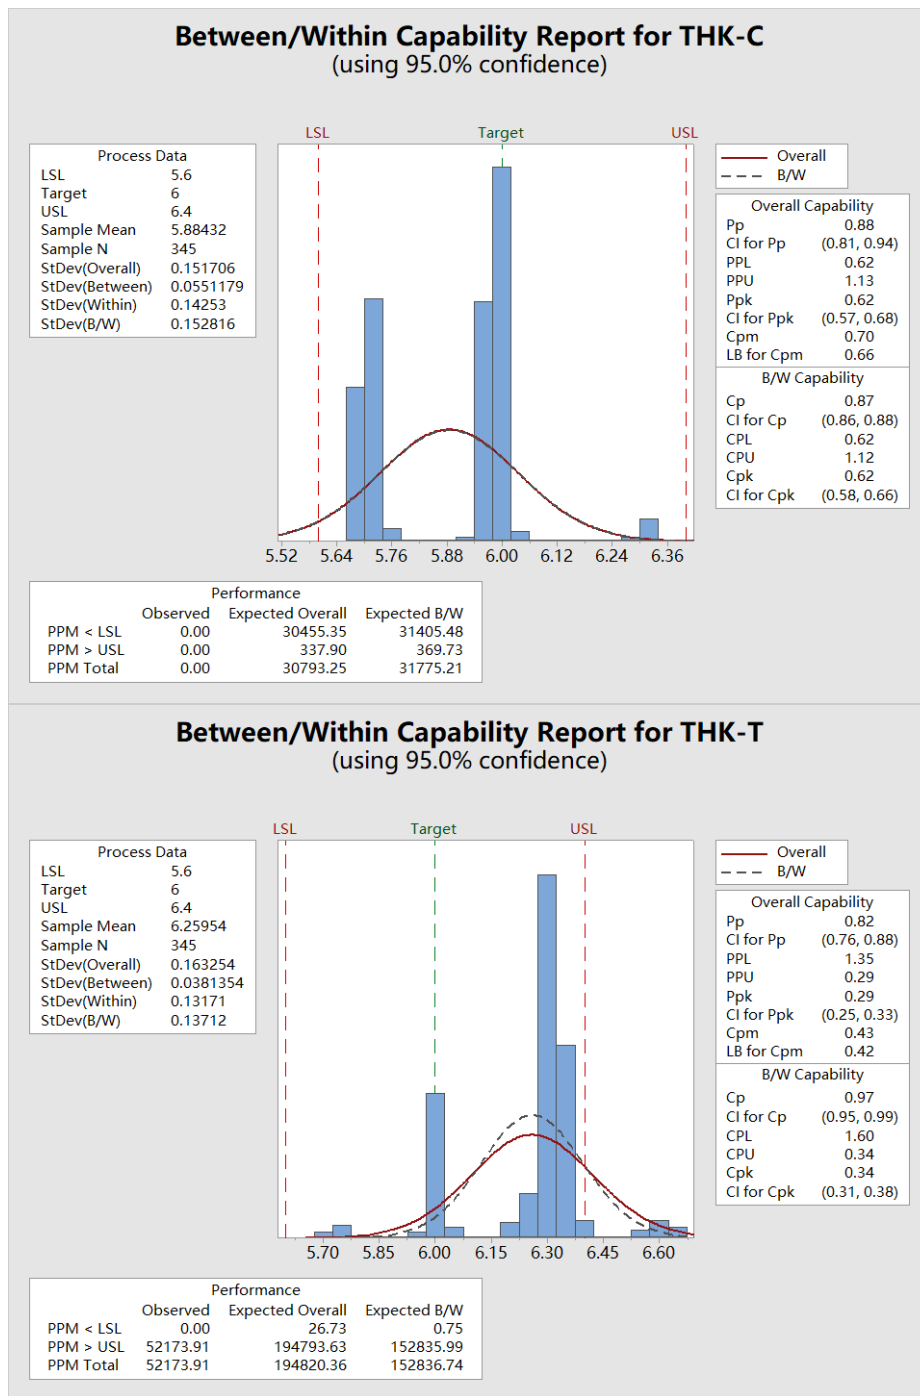 Between/Within Capability Report for THK-C
(using 95.0% confidence)
LSL Target USL
Process Data
LSL 5.6
Target 6
USL 6.4
Sample Mean 5.88432
Sample N 345
StDev(Overall) 0.151706
StDev(Between) 0.0551179
StDev(Within) 0.14253
StDev(B/W) 0.152816
Overall
B/W
Overall Capability
Pp 0.88
CI for Pp (0.81, 0.94)
PPL 0.62
PPU 1.13
Ppk 0.62
CI for Ppk (0.57, 0.68)
Cpm 0.70
LB for Cpm 0.66
B/W Capability
Cp 0.87
CI for Cp (0.86, 0.88)
CPL 0.62
CPU 1.12
Cpk 0.62
CI for Cpk (0.58, 0.66)
5.52 5.64 5.76 5.88 6.00 6.12 6.24 6.36
Performance
Observed Expected Overall Expected B/W
PPM < LSL 0.00 30455.35 31405.48
PPM > USL 0.00 337.90 369.73
PPM Total 0.00 30793.25 31775.21
Between/Within Capability Report for THK-T
(using 95.0% confidence)
LSL Target USL
Process Data
LSL 5.6
Target 6
USL 6.4
Sample Mean 6.25954
Sample N 345
StDev(Overall) 0.163254
StDev(Between) 0.0381354
StDev(Within) 0.13171
StDev(B/W) 0.13712
Overall
B/W
Overall Capability
Pp 0.82
CI for Pp (0.76, 0.88)
PPL 1.35
PPU 0.29
Ppk 0.29
CI for Ppk (0.25, 0.33)
Cpm 0.43
LB for Cpm 0.42
B/W Capability
Cp 0.97
CI for Cp (0.95, 0.99)
CPL 1.60
CPU 0.34
Cpk 0.34
CI for Cpk (0.31, 0.38)
5.70 5.85 6.00 6.15 6.30 6.45 6.60
Performance
Observed Expected Overall Expected B/W
PPM < LSL 0.00 26.73 0.75
PPM > USL 52173.91 194793.63 152835.99
PPM Total 52173.91 194820.36 152836.74